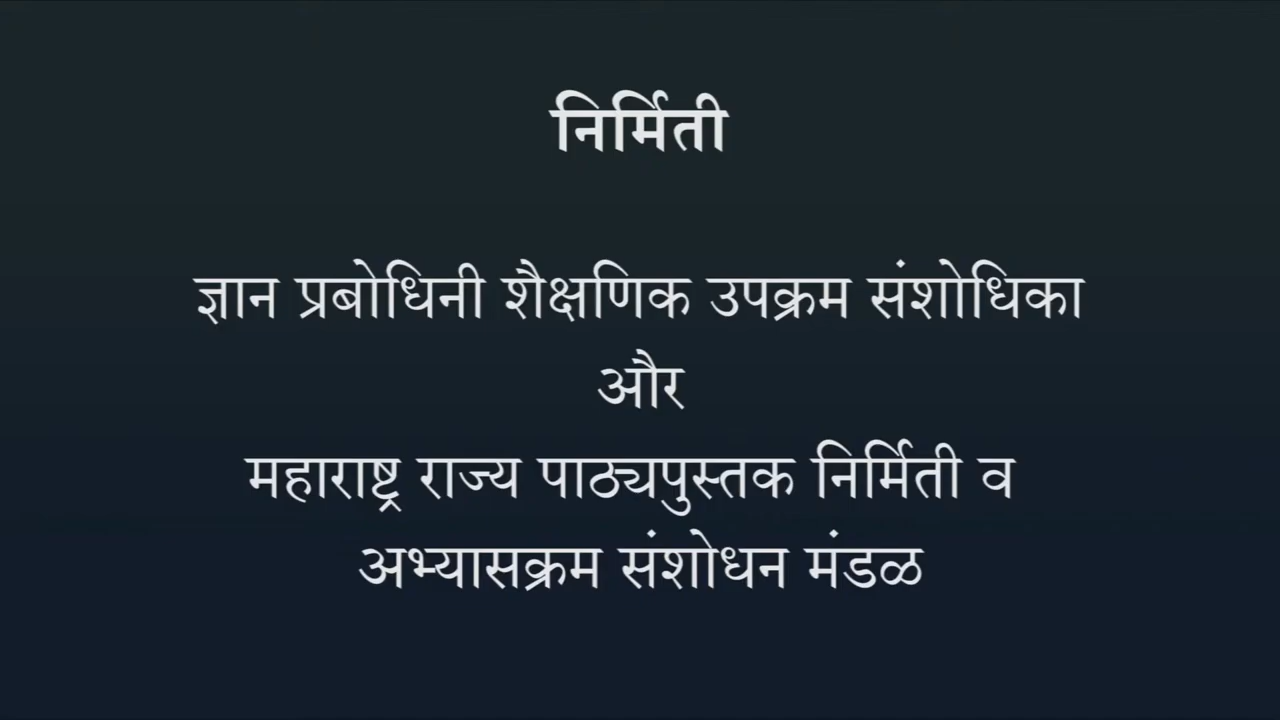 निर्मिती
ज्ञान प्रबोधिनी शैक्षणिक उपक्रम संशोधिका
और
महाराष्ट्र राज्य पाठ्यपुस्तक निर्मिती व
अभ्यासक्रम संशोधन मंडळ